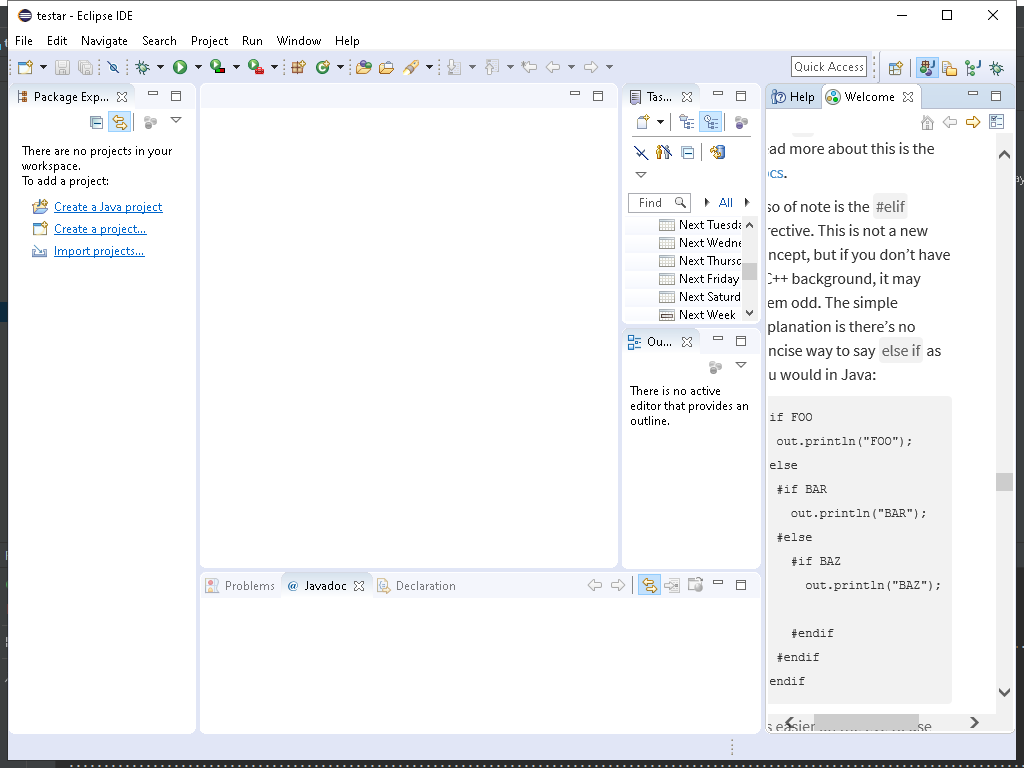 testar - Eclipse IDE
File Edit Navigate Search Project Run Window Help
Quick Access
Package Exp...
There are no projects in your
workspace.
To add a project:
Create a Java project
Create a project...
Import projects...
Tas...
Find
All
Next Tuesda
Next Wedne
Next Thursd
Next Friday
Next Saturd
Next Week
Ou...
There is no active
editor that provides an
outline.
Problems
@ Javadoc
Declaration
Help
Welcome
ead more about this is the
ocs.
so of note is the #elif
rective. This is not a new
ncept, but if you don’t have
C++ background, it may
em odd. The simple
planation is there’s no
ncise way to say else if as
u would in Java:
if FOO
out.println("FOO");
else
#if BAR
out.println("BAR");
#else
#if BAZ
out.println("BAZ");
#endif
#endif
endif
s easier